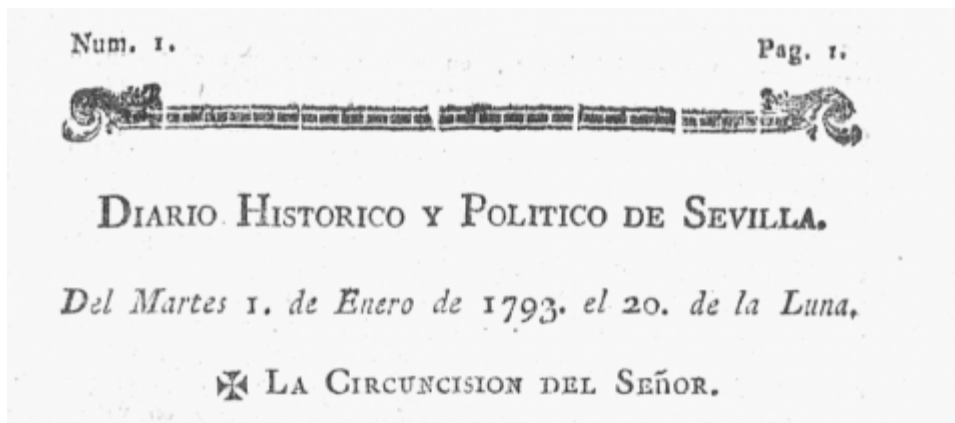 Num. 1. Pag. 1.
DIARIO HISTORICO Y POLITICO DE SEVILLA.
Del Martes 1. de Enero de 1793. el 20. de la Luna.
✠ LA CIRCUNCISION DEL SEñOR.